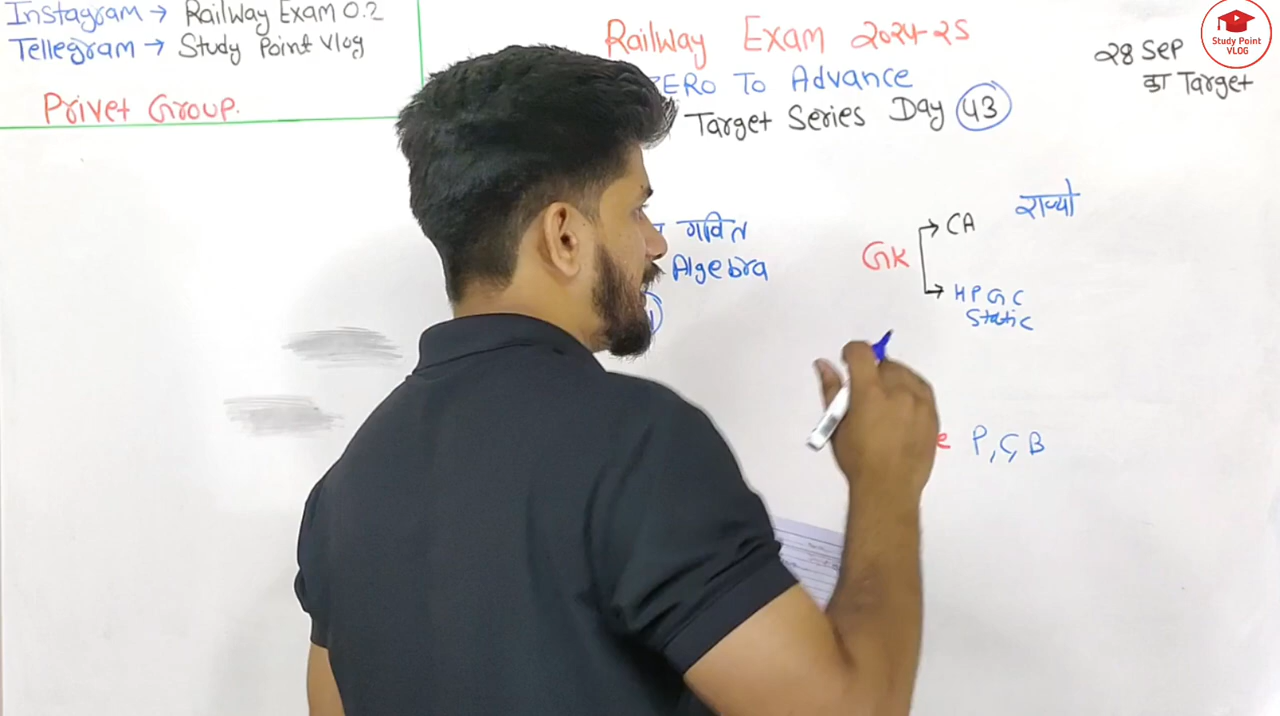 Instagram → Railway Exam 0.2
Tellegram → Study Point Vlog
Privet Group.
Railway Exam 2024-25
ZERo To Advance
Target Series Day 43
28 Sep
का Target
Study Point
VLOG
गणित
Algebra
GK
CA
राज्यो
HPGC
Static
P, C, B